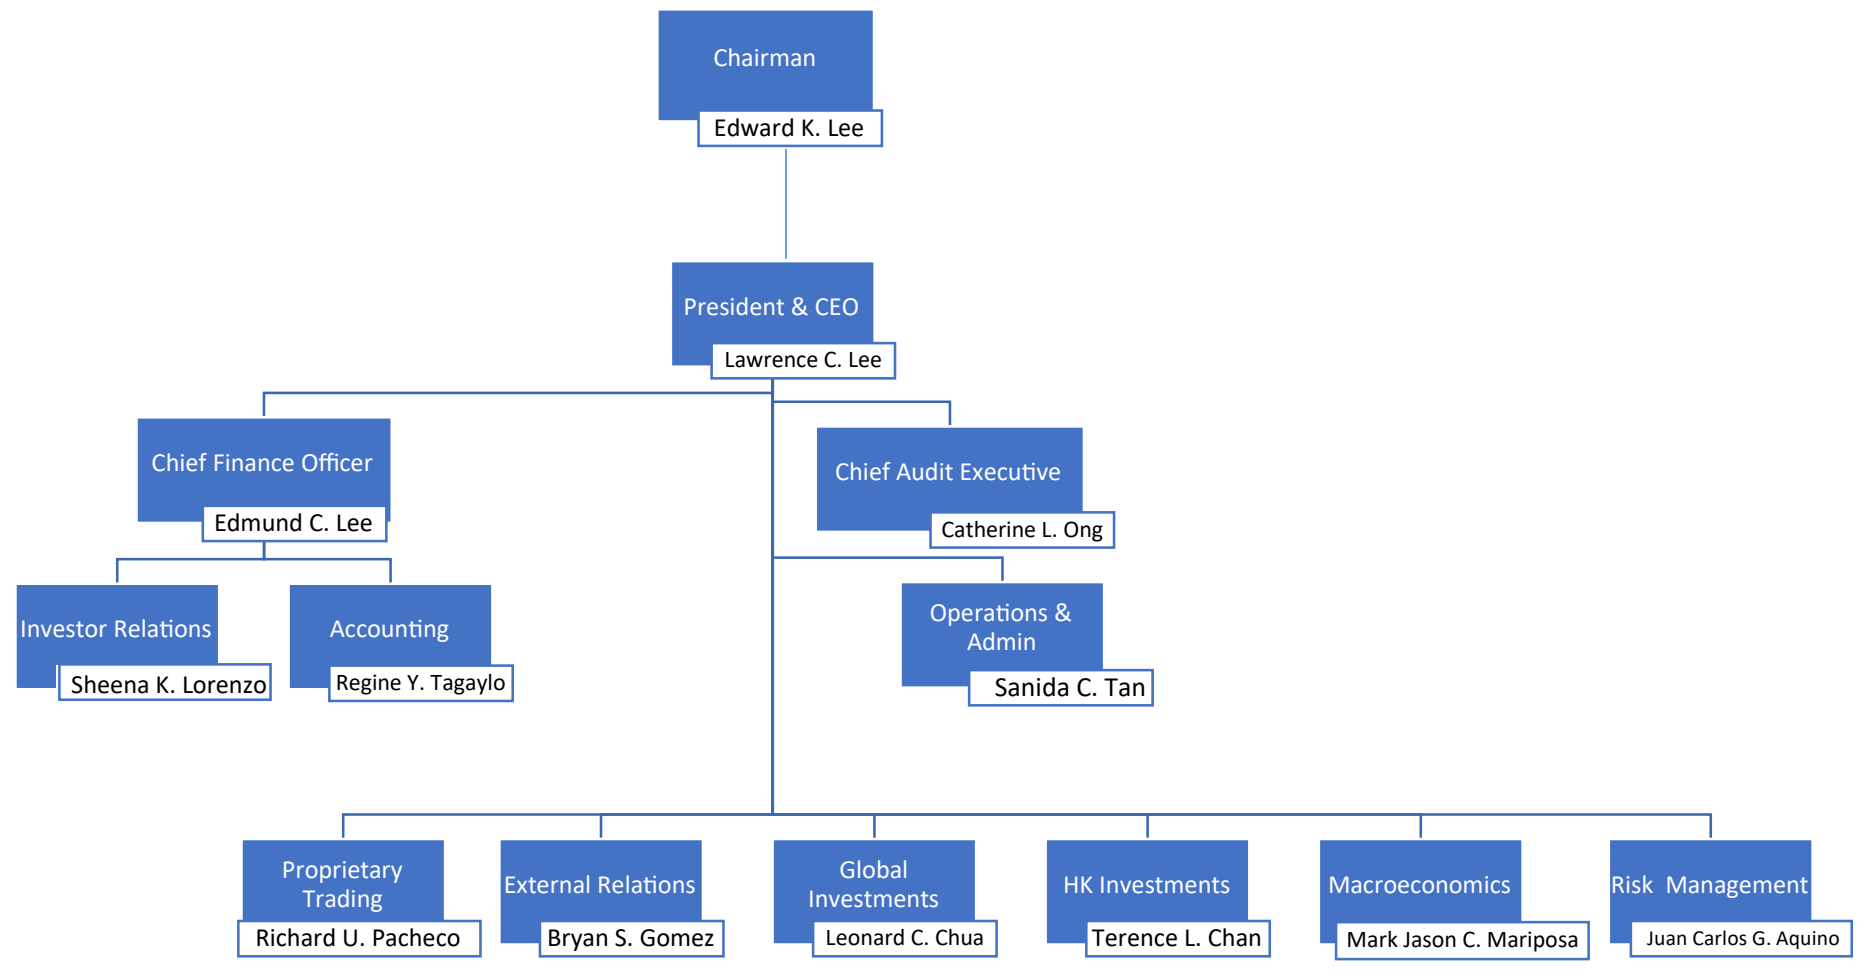 Chairman
Edward K. Lee
President & CEO
Lawrence C. Lee
Chief Finance Officer
Edmund C. Lee
Chief Audit Executive
Catherine L. Ong
Investor Relations
Sheena K. Lorenzo
Accounting
Regine Y. Tagaylo
Operations &
Admin
Sanida C. Tan
Proprietary
Trading
Richard U. Pacheco
External Relations
Bryan S. Gomez
Global
Investments
Leonard C. Chua
HK Investments
Terence L. Chan
Macroeconomics
Mark Jason C. Mariposa
Risk  Management
Juan Carlos G. Aquino